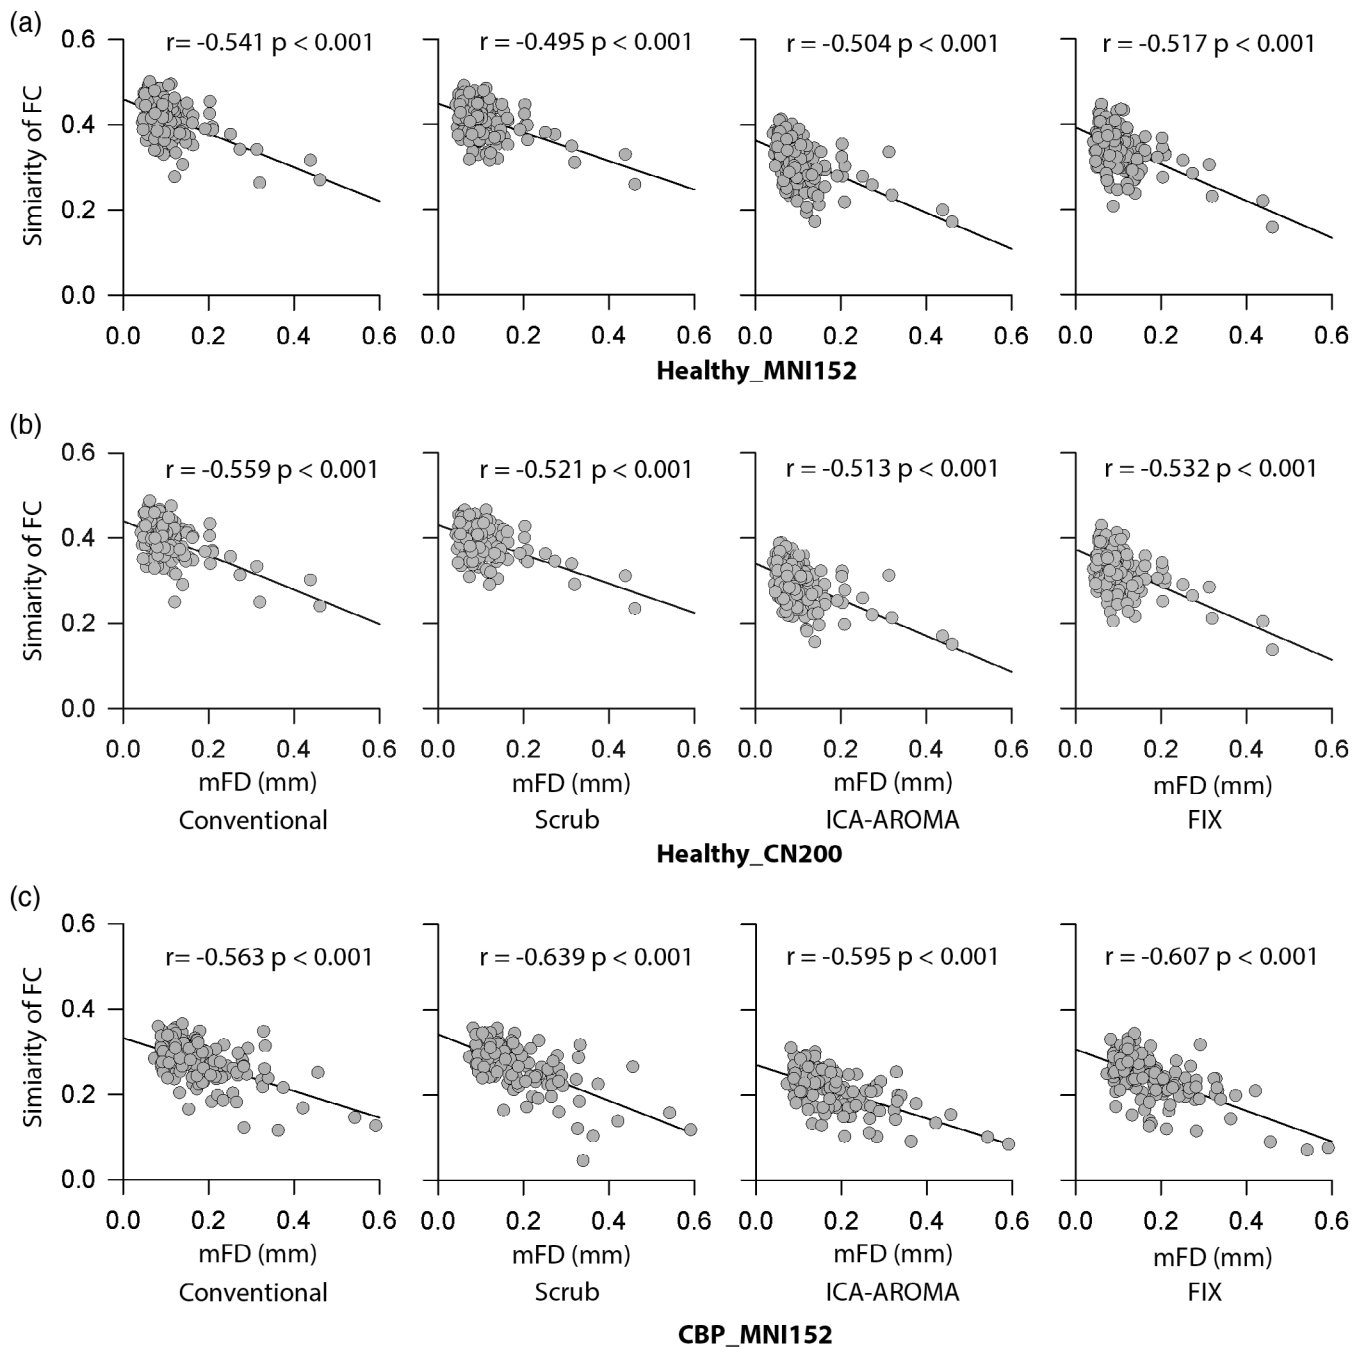 (a)
r= -0.541 p < 0.001 r = -0.495 p < 0.001 r = -0.504 p < 0.001 r = -0.517 p < 0.001
Simiarity of FC
0.6
0.4
0.2
0.0
0.0 0.2 0.4 0.6 0.0 0.2 0.4 0.6 0.0 0.2 0.4 0.6 0.0 0.2 0.4 0.6
Healthy_MNI152
(b)
r = -0.559 p < 0.001 r = -0.521 p < 0.001 r = -0.513 p < 0.001 r = -0.532 p < 0.001
Simiarity of FC
0.6
0.4
0.2
0.0
0.0 0.2 0.4 0.6 0.0 0.2 0.4 0.6 0.0 0.2 0.4 0.6 0.0 0.2 0.4 0.6
mFD (mm) mFD (mm) mFD (mm) mFD (mm)
Conventional Scrub ICA-AROMA FIX
Healthy_CN200
(c)
r= -0.563 p < 0.001 r = -0.639 p < 0.001 r = -0.595 p < 0.001 r = -0.607 p < 0.001
Simiarity of FC
0.6
0.4
0.2
0.0
0.0 0.2 0.4 0.6 0.0 0.2 0.4 0.6 0.0 0.2 0.4 0.6 0.0 0.2 0.4 0.6
mFD (mm) mFD (mm) mFD (mm) mFD (mm)
Conventional Scrub ICA-AROMA FIX
CBP_MNI152